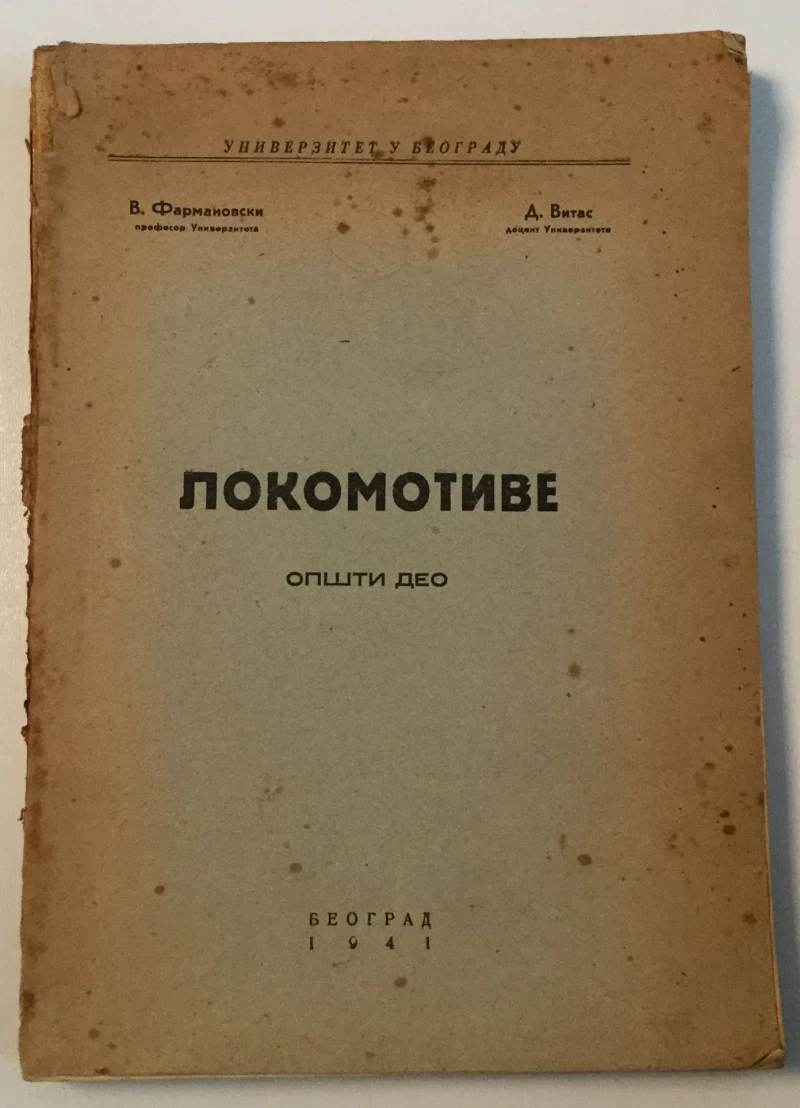 УНИВЕРЗИТЕТ У БЕОГРАДУ
В. Фармановски
професор Универзитета
Д. Витас
доцент Универзитета
ЛОКОМОТИВЕ
ОПШТИ ДЕО
БЕОГРАД
1941